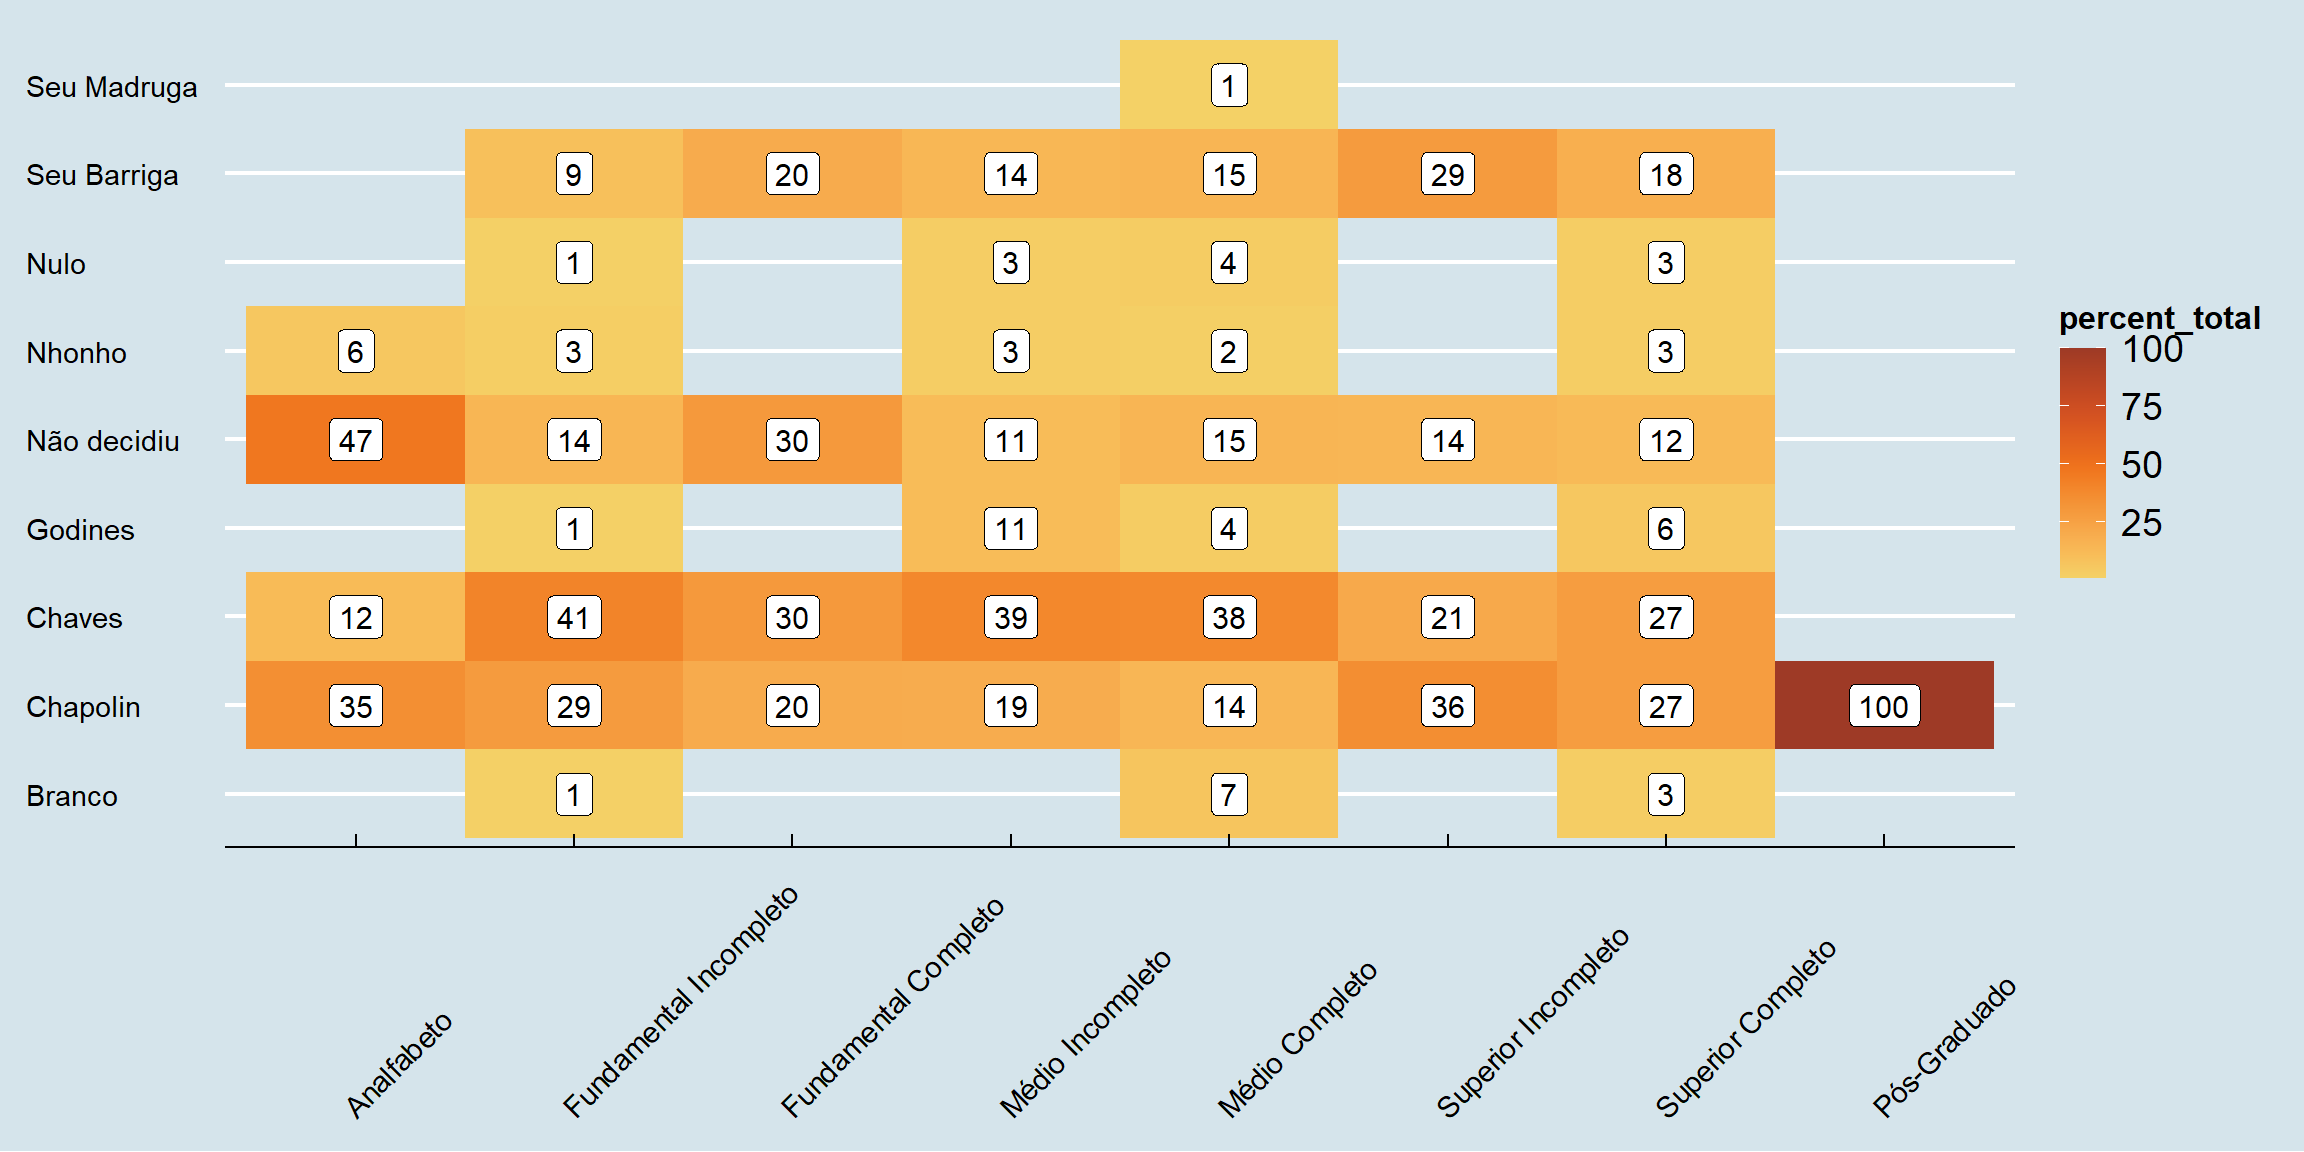 Seu Madruga 1
Seu Barriga 9 20 14 15 29 18
Nulo 1 3 4 3
Nhonho 6 3 3 2 3
Não decidiu 47 14 30 11 15 14 12
Godines 1 11 4 6
Chaves 12 41 30 39 38 21 27
Chapolin 35 29 20 19 14 36 27 100
Branco 1 7 3
Analfabeto
Fundamental Incompleto
Fundamental Completo
Médio Incompleto
Médio Completo
Superior Incompleto
Superior Completo
Pós-Graduado
percent_total
100
75
50
25